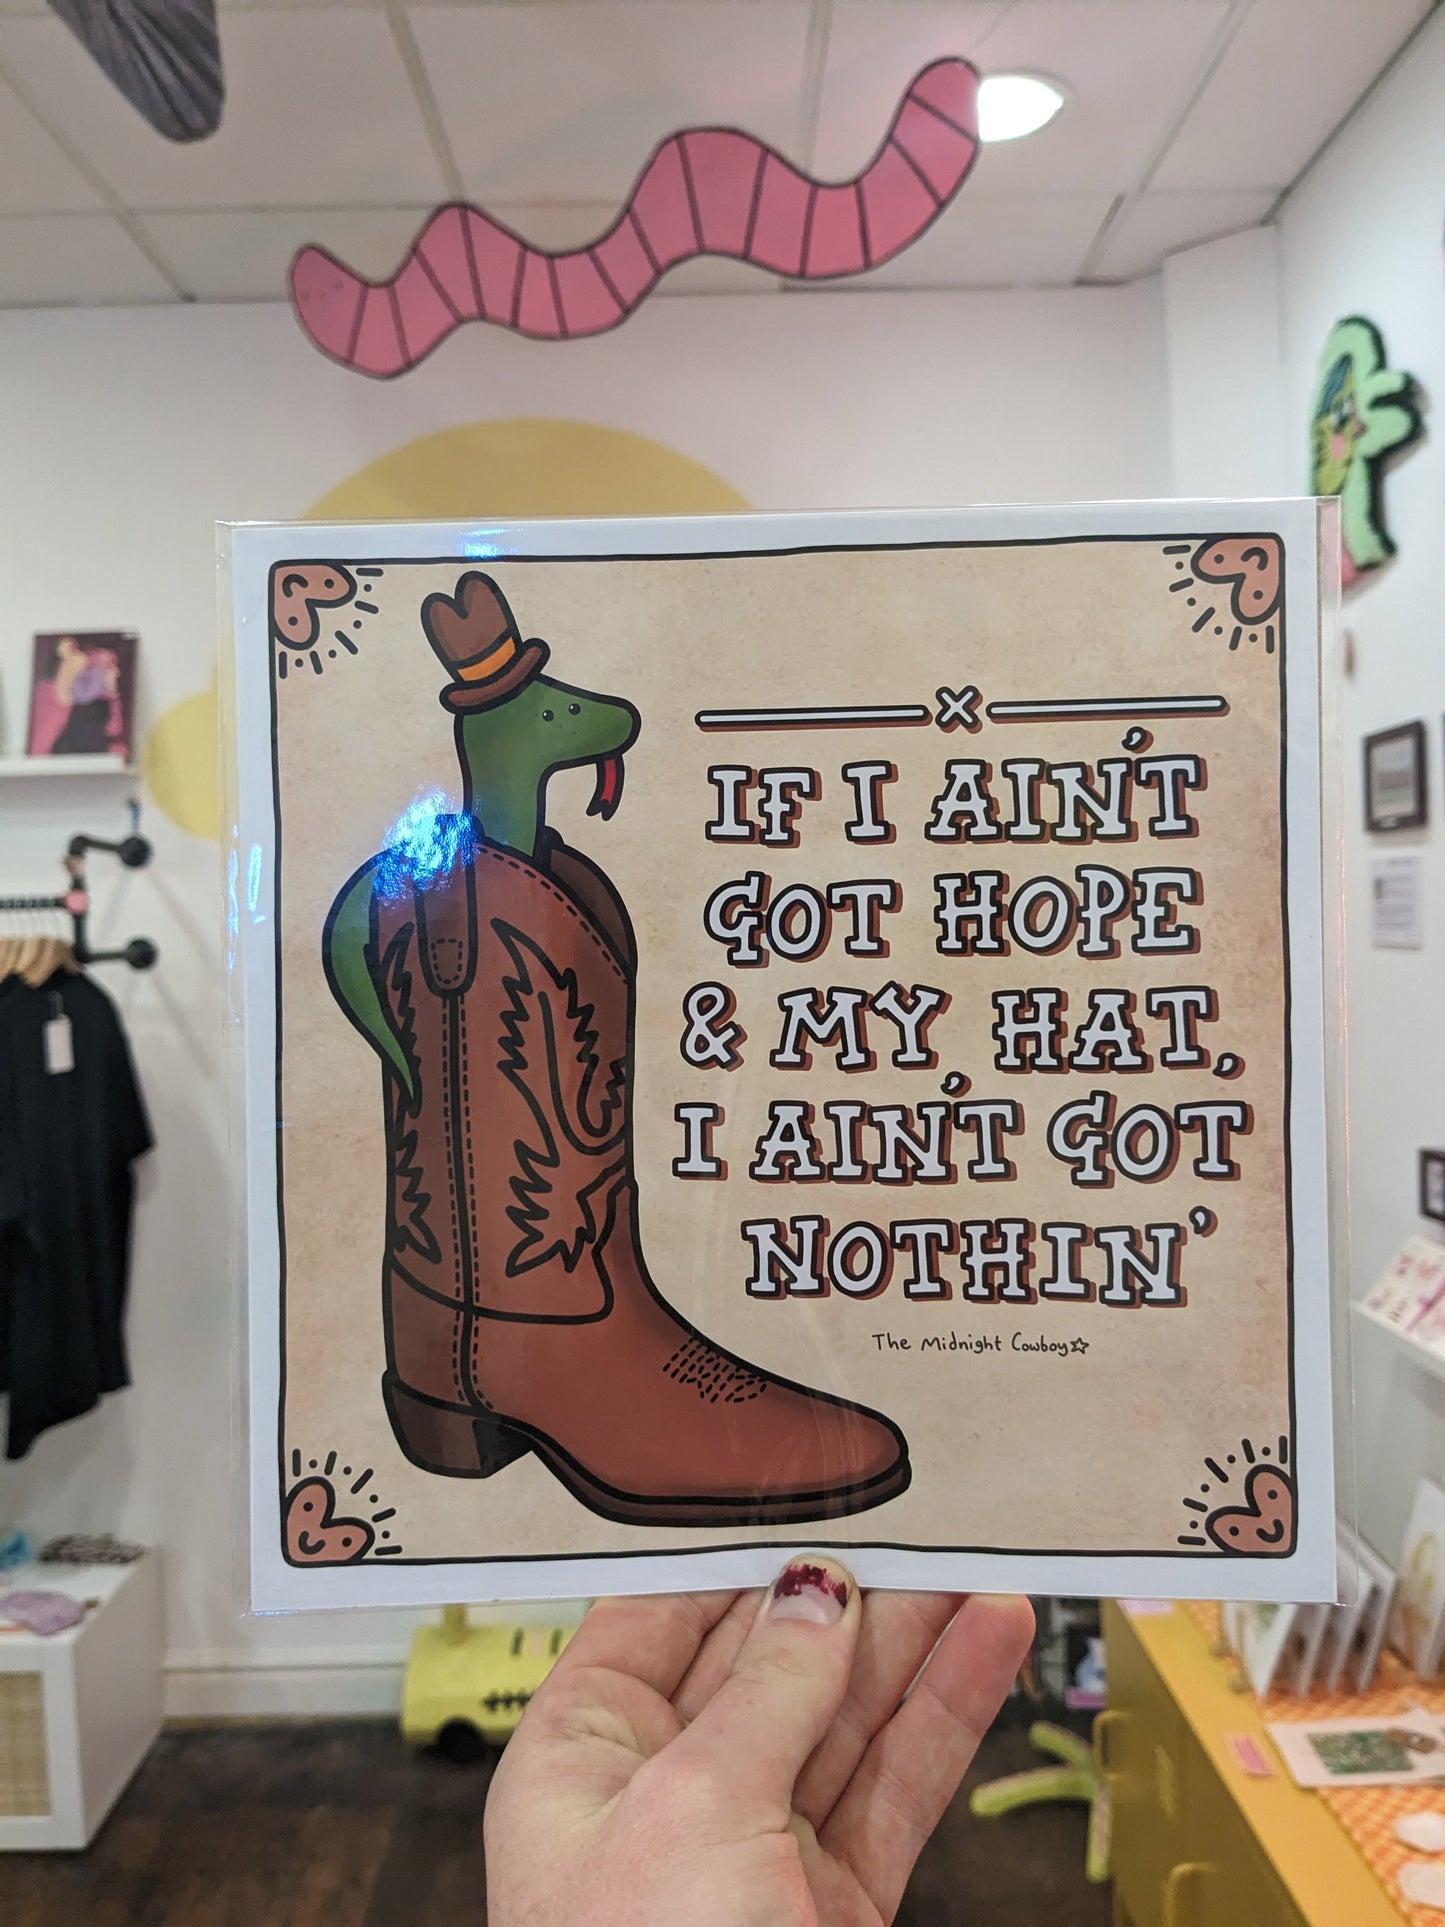 IF I AIN'T
GOT HOPE
& MY HAT,
I AIN'T GOT
NOTHIN'
The Midnight Cowboy☆